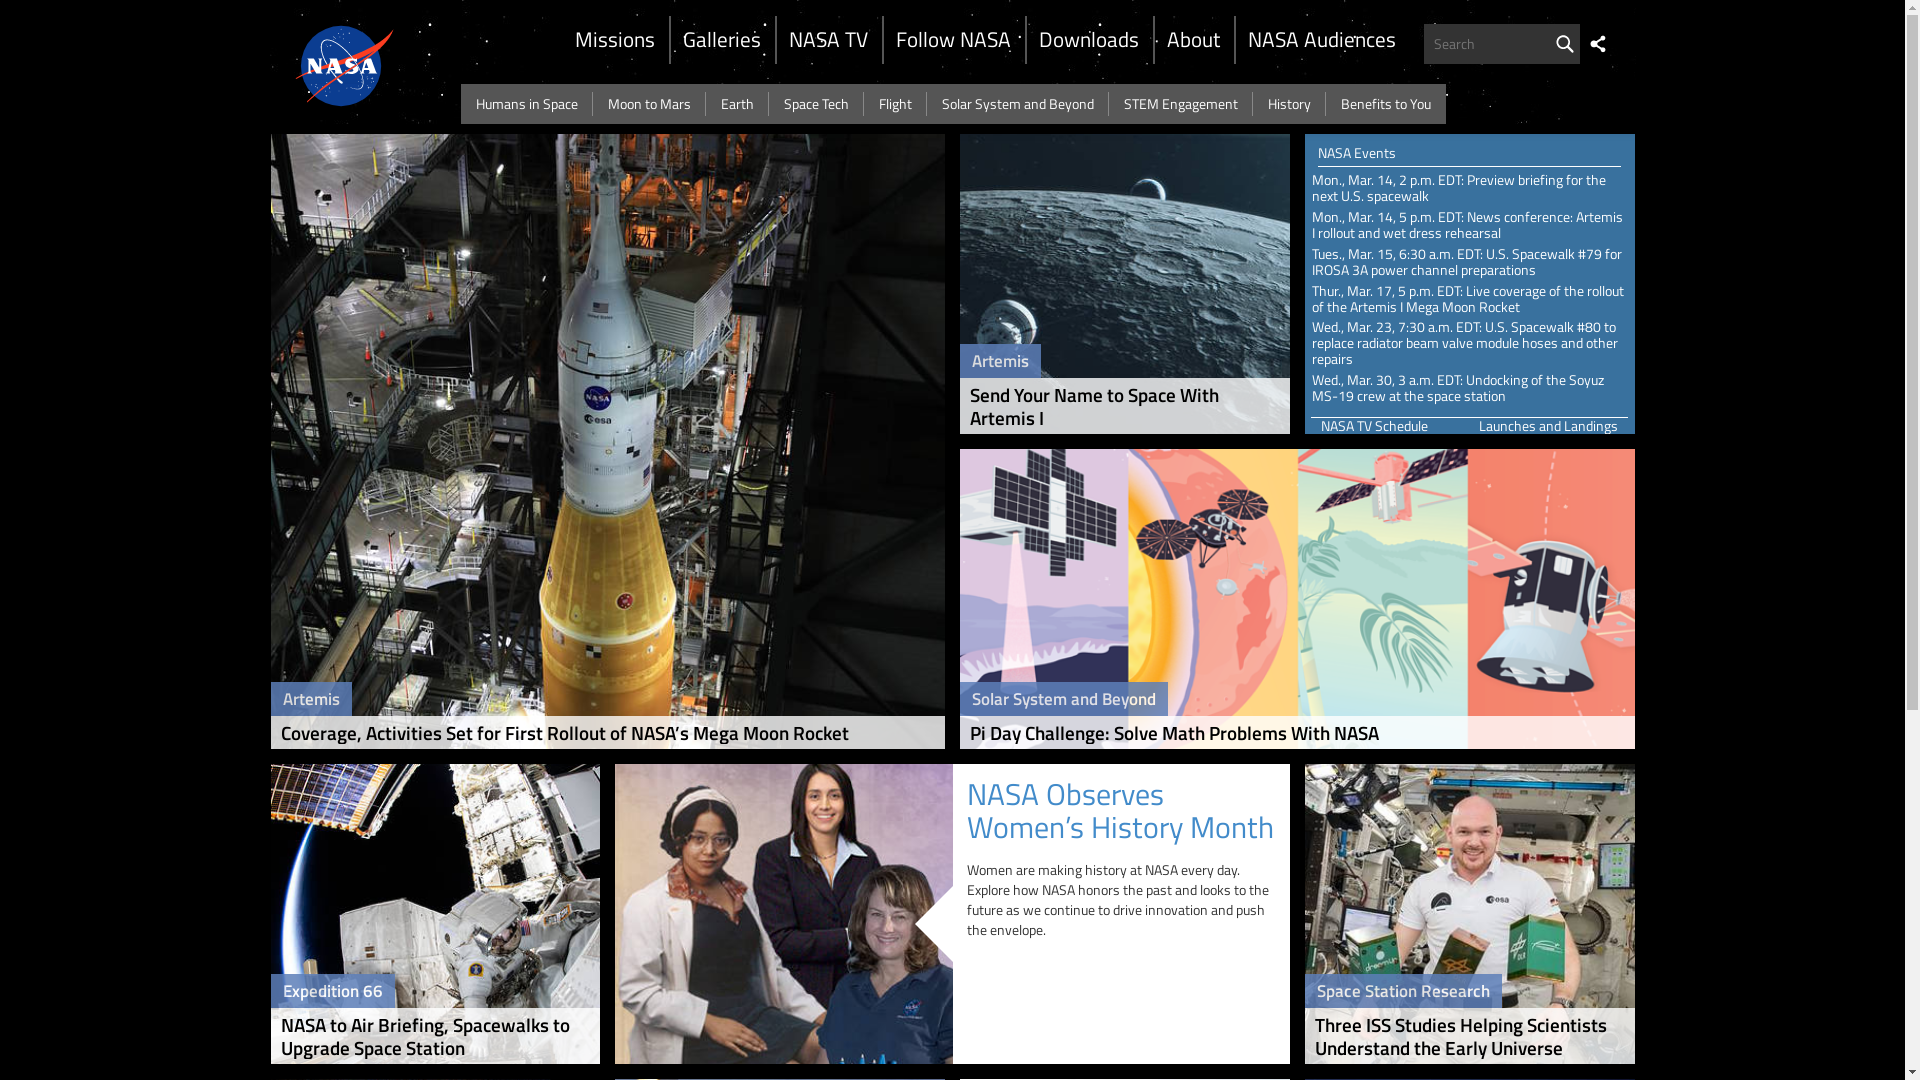 NASA
Missions
Galleries
NASA TV
Follow NASA
Downloads
About
NASA Audiences
Search
Humans in Space
Moon to Mars
Earth
Space Tech
Flight
Solar System and Beyond
STEM Engagement
History
Benefits to You
United States
NASA
esa
Artemis
Coverage, Activities Set for First Rollout of NASA’s Mega Moon Rocket
Artemis
Send Your Name to Space With
Artemis I
NASA Events
Mon., Mar. 14, 2 p.m. EDT: Preview briefing for the
next U.S. spacewalk
Mon., Mar. 14, 5 p.m. EDT: News conference: Artemis
I rollout and wet dress rehearsal
Tues., Mar. 15, 6:30 a.m. EDT: U.S. Spacewalk #79 for
IROSA 3A power channel preparations
Thur., Mar. 17, 5 p.m. EDT: Live coverage of the rollout
of the Artemis I Mega Moon Rocket
Wed., Mar. 23, 7:30 a.m. EDT: U.S. Spacewalk #80 to
replace radiator beam valve module hoses and other
repairs
Wed., Mar. 30, 3 a.m. EDT: Undocking of the Soyuz
MS-19 crew at the space station
NASA TV Schedule
Launches and Landings
Solar System and Beyond
Pi Day Challenge: Solve Math Problems With NASA
Expedition 66
NASA to Air Briefing, Spacewalks to
Upgrade Space Station
NASA Observes
Women’s History Month
Women are making history at NASA every day.
Explore how NASA honors the past and looks to the
future as we continue to drive innovation and push
the envelope.
esa
DLR
Space Station Research
Three ISS Studies Helping Scientists
Understand the Early Universe